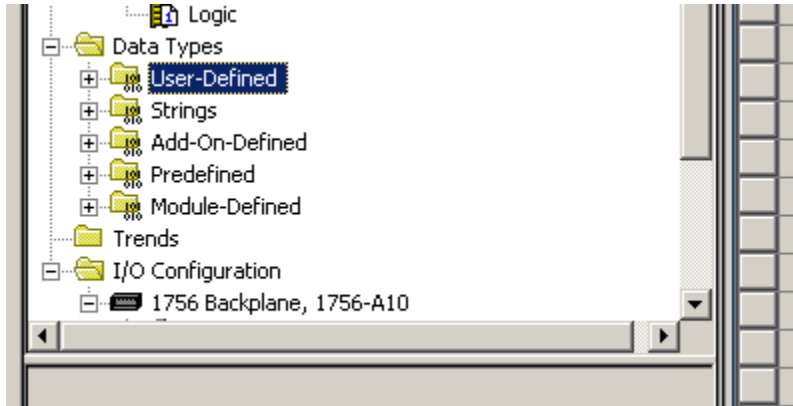 Logic
Data Types
User-Defined
Strings
Add-On-Defined
Predefined
Module-Defined
Trends
I/O Configuration
1756 Backplane, 1756-A10